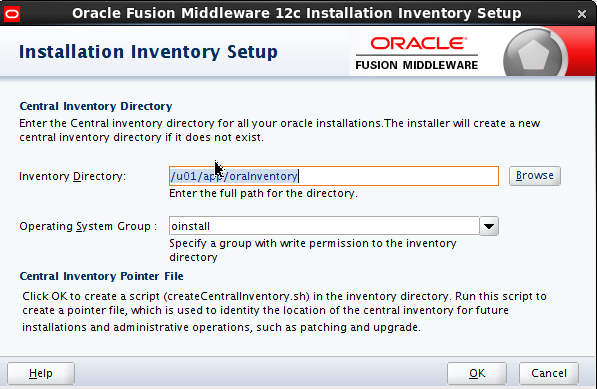 Oracle Fusion Middleware 12c Installation Inventory Setup
Installation Inventory Setup
ORACLE
FUSION MIDDLEWARE
Central Inventory Directory
Enter the Central inventory directory for all your oracle installations.The installer will create a new
central inventory directory if it does not exist.
Inventory Directory: /u01/app/oraInventory Browse
Enter the full path for the directory.
Operating System Group : oinstall
Specify a group with write permission to the inventory
directory
Central Inventory Pointer File
Click OK to create a script (createCentralInventory.sh) in the inventory directory. Run this script to
create a pointer file, which is used to identify the location of the central inventory for future
installations and administrative operations, such as patching and upgrade.
Help OK Cancel